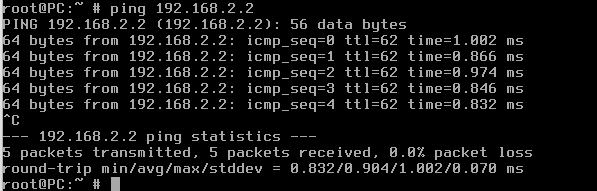 root@PC:~ # ping 192.168.2.2
PING 192.168.2.2 (192.168.2.2): 56 data bytes
64 bytes from 192.168.2.2: icmp_seq=0 ttl=62 time=1.002 ms
64 bytes from 192.168.2.2: icmp_seq=1 ttl=62 time=0.866 ms
64 bytes from 192.168.2.2: icmp_seq=2 ttl=62 time=0.974 ms
64 bytes from 192.168.2.2: icmp_seq=3 ttl=62 time=0.846 ms
64 bytes from 192.168.2.2: icmp_seq=4 ttl=62 time=0.832 ms
^C
--- 192.168.2.2 ping statistics ---
5 packets transmitted, 5 packets received, 0.0% packet loss
round-trip min/avg/max/stddev = 0.832/0.904/1.002/0.070 ms
root@PC:~ #